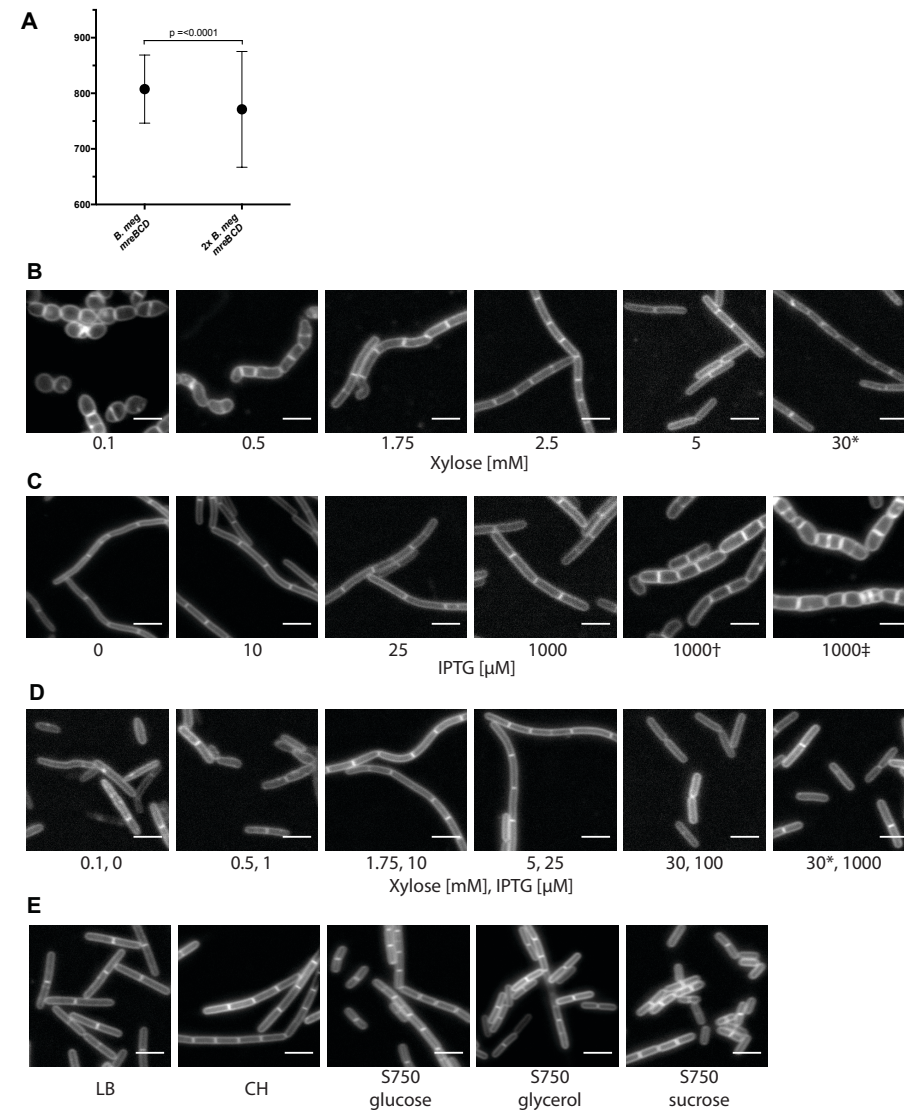 A
900
800
700
600
p =<0.0001
B. meg
mreBCD
2x B. meg
mreBCD
B
0.1 0.5 1.75 2.5 5 30*
Xylose [mM]
C
0 10 25 1000 1000† 1000‡
IPTG [µM]
D
0.1, 0 0.5, 1 1.75, 10 5, 25 30, 100 30*, 1000
Xylose [mM], IPTG [µM]
E
LB CH S750 S750 S750
glucose glycerol sucrose